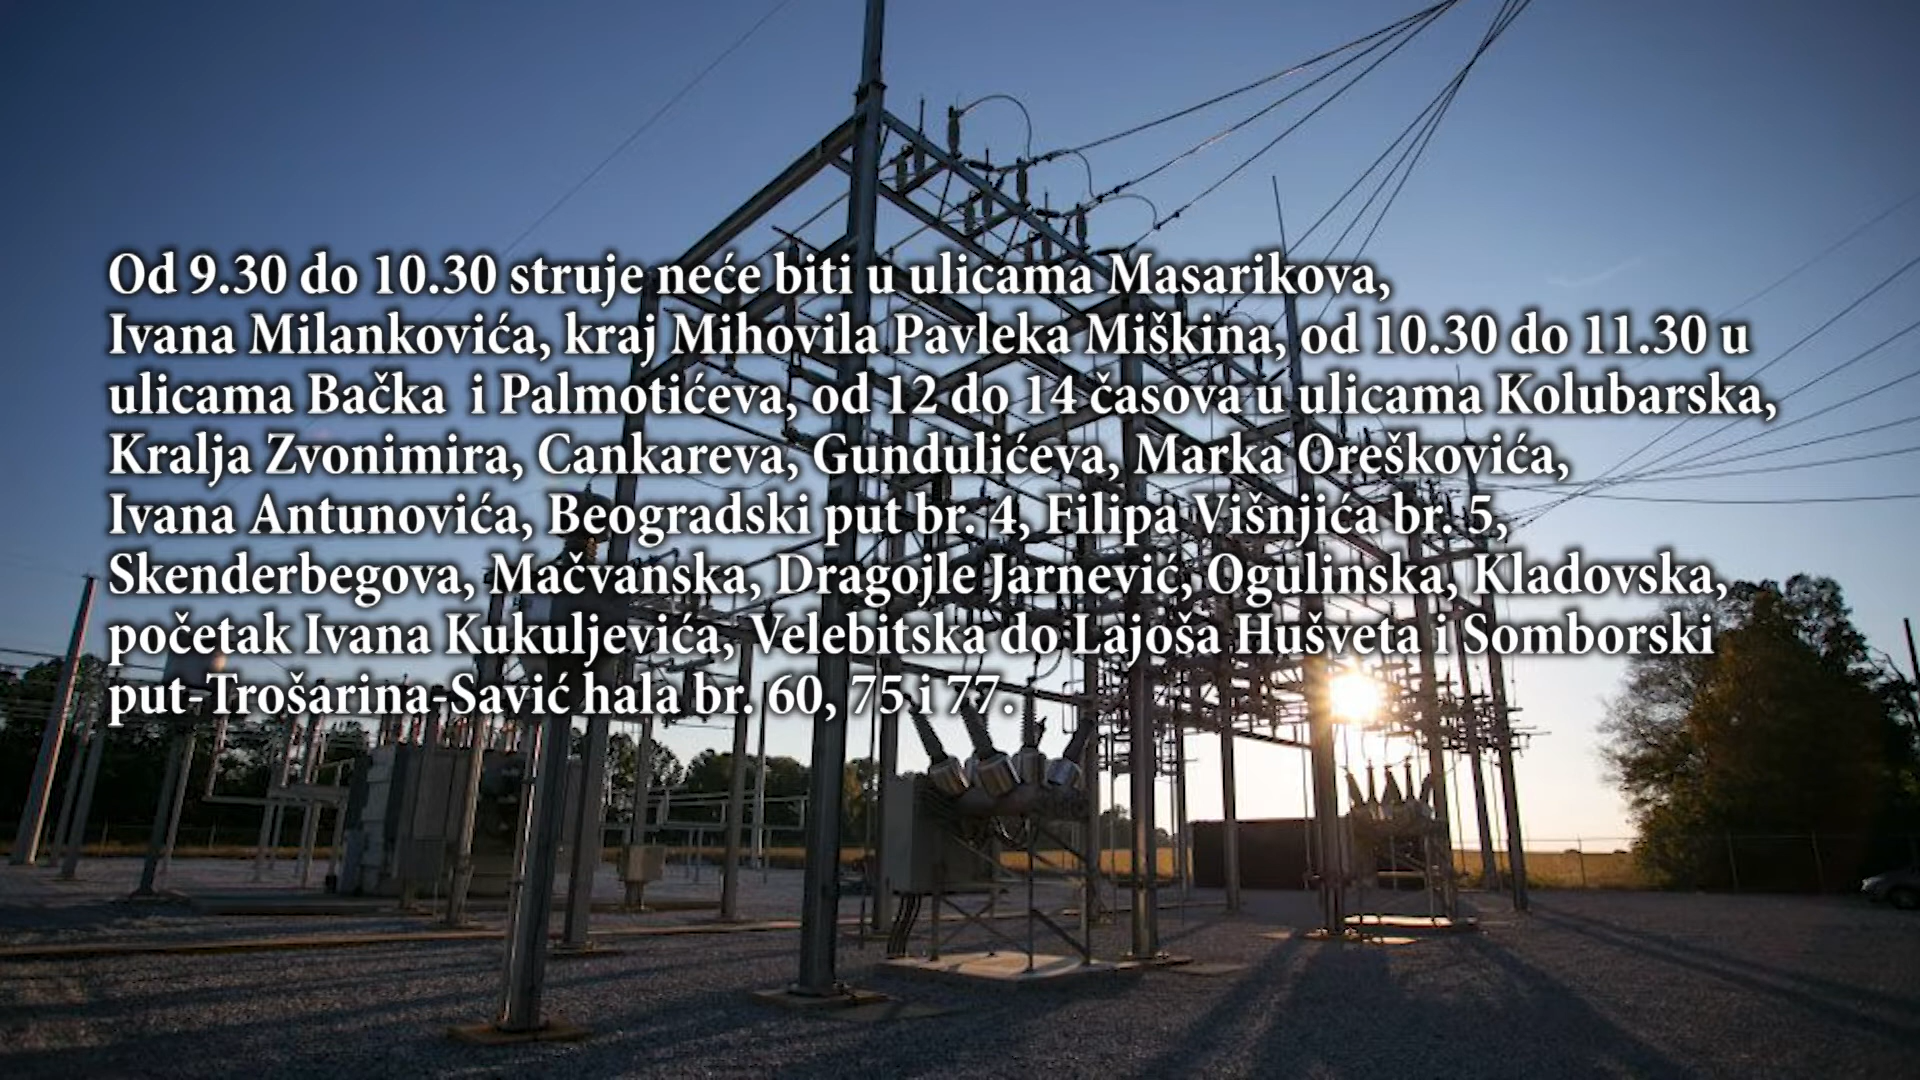 Od 9.30 do 10.30 struje neće biti u ulicama Masarikova,
Ivana Milankovića, kraj Mihovila Pavleka Miškina, od 10.30 do 11.30 u
ulicama Bačka  i Palmotićeva, od 12 do 14 časova u ulicama Kolubarska,
Kralja Zvonimira, Cankareva, Gundulićeva, Marka Oreškovića,
Ivana Antunovića, Beogradski put br. 4, Filipa Višnjića br. 5,
Skenderbegova, Mačvanska, Dragojle Jarnević, Ogulinska, Kladovska,
početak Ivana Kukuljevića, Velebitska do Lajoša Hušveta i Somborski
put-Trošarina-Savić hala br. 60, 75 i 77.